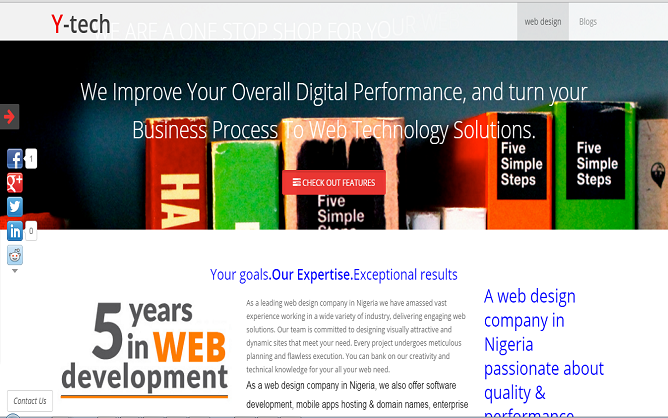 Y-tech
WE ARE A ONE STOP SHOP FOR YOUR
web design
Blogs
We Improve Your Overall Digital Performance, and turn your
Business Process To Web Technology Solutions.
CHECK OUT FEATURES
HA
Five
Simple
Steps
Five
Simple
Steps
Five
Simple
Steps
1
0
Your goals.Our Expertise.Exceptional results
5 years
in WEB
development
As a leading web design company in Nigeria we have amassed vast
experience working in a wide variety of industry, delivering engaging web
solutions. Our team is committed to designing visually attractive and
dynamic sites that meet your need. Every project undergoes meticulous
planning and flawless execution. You can bank on our creativity and
technical knowledge for your all your web need.
As a web design company in Nigeria, we also offer software
development, mobile apps hosting & domain names, enterprise
A web design
company in
Nigeria
passionate about
quality &
performance
Contact Us